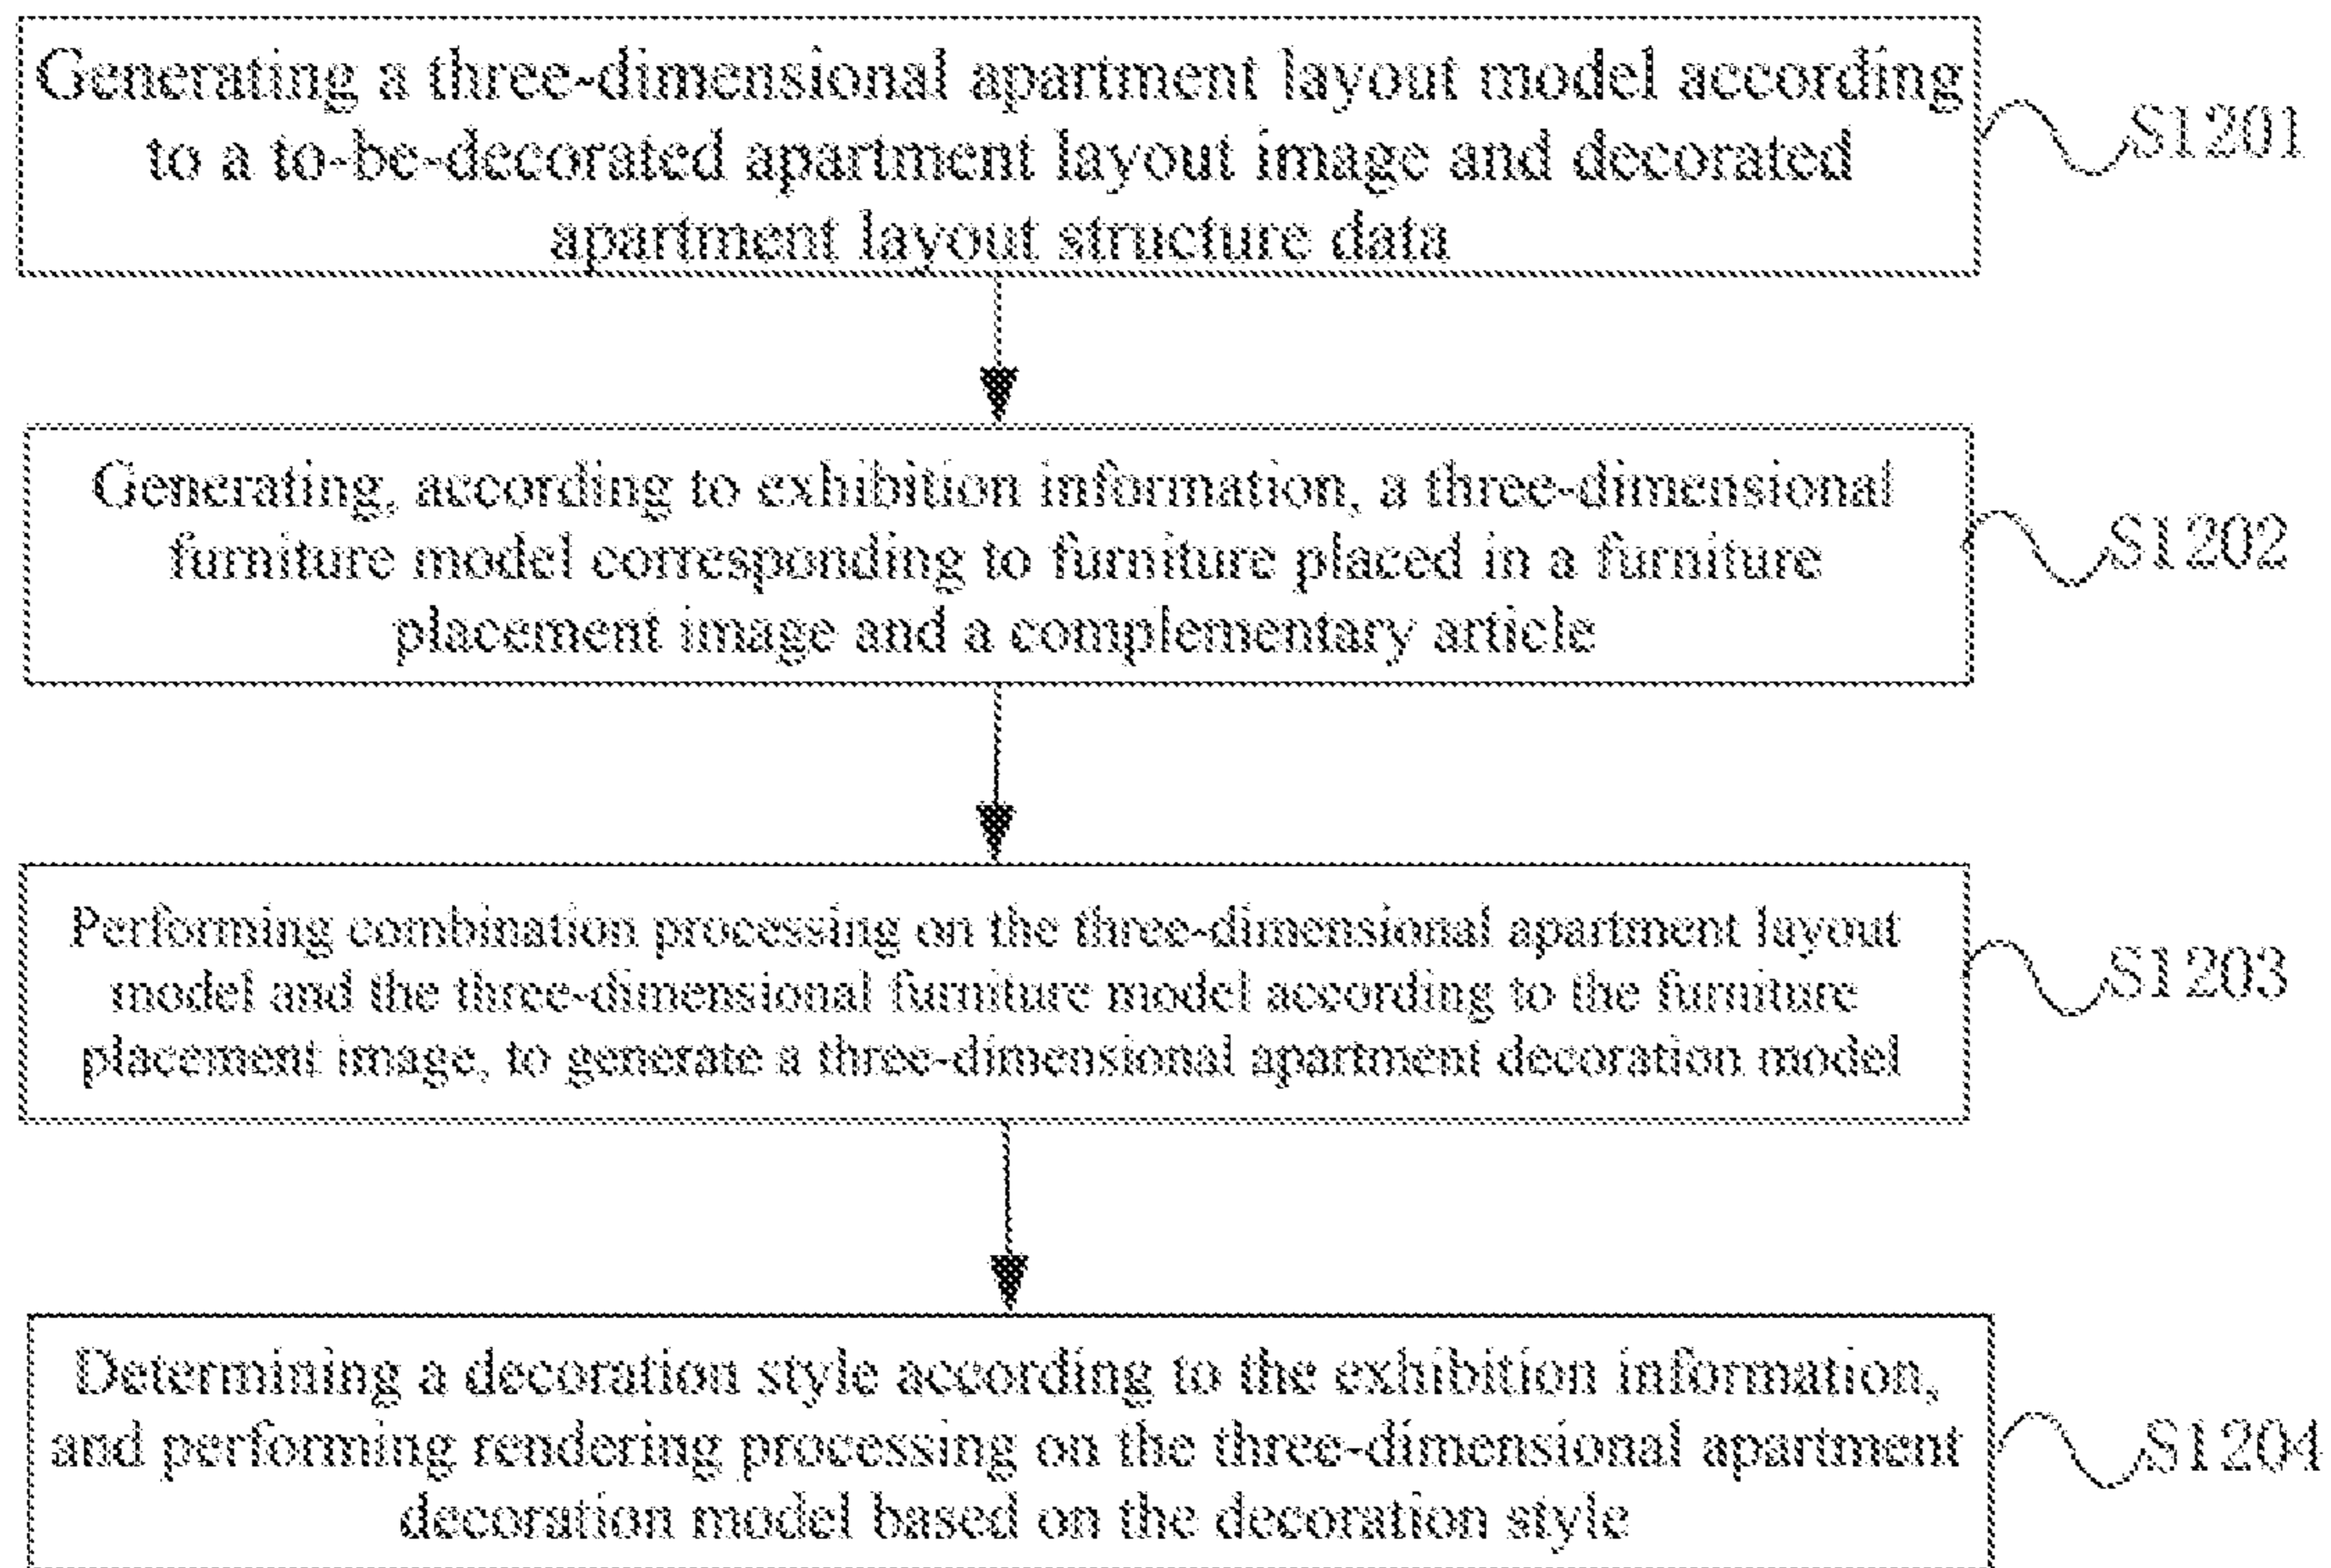 Generating a three-dimensional apartment layout model according
to a to-be-decorated apartment layout image and decorated
apartment layout structure data
S1201
Generating, according to exhibition information, a three-dimensional
furniture model corresponding to furniture placed in a furniture
placement image and a complementary article
S1202
Performing combination processing on the three-dimensional apartment layout
model and the three-dimensional furniture model according to the furniture
placement image, to generate a three-dimensional apartment decoration model
S1203
Determining a decoration style according to the exhibition information,
and performing rendering processing on the three-dimensional apartment
decoration model based on the decoration style
S1204